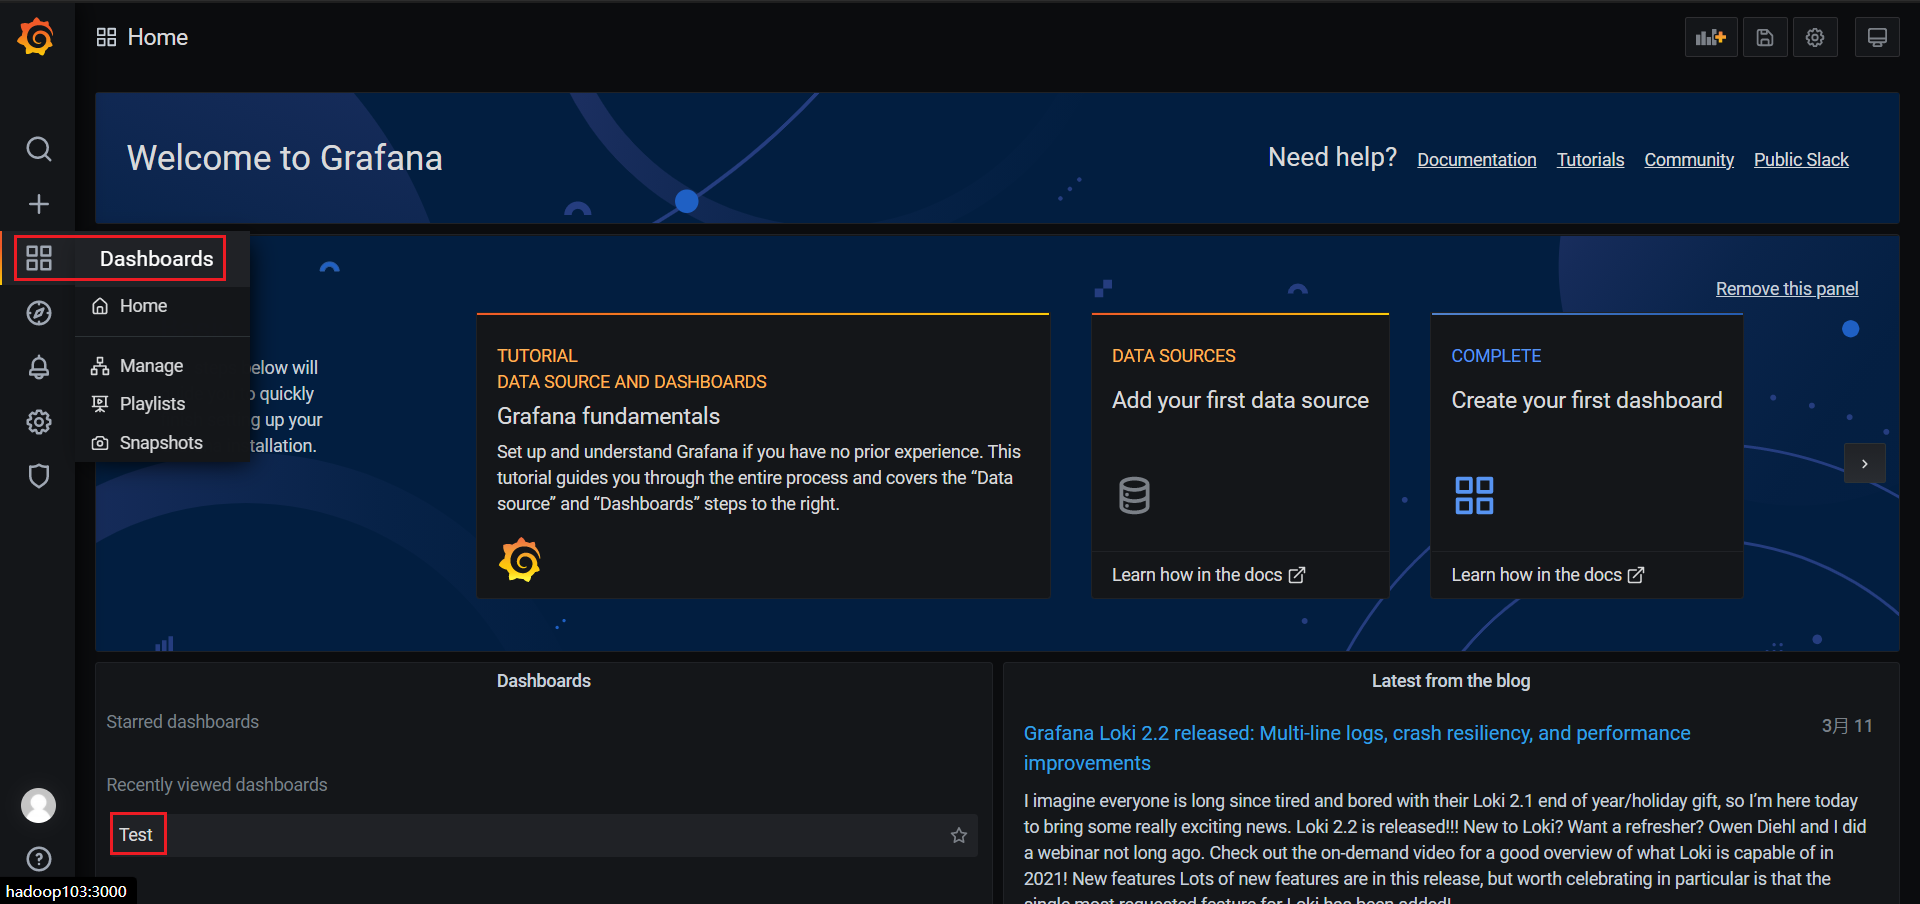 Home
Welcome to Grafana
Need help?
Documentation
Tutorials
Community
Public Slack
Dashboards
Home
Manage
Playlists
Snapshots
elow will
quickly
g up your
tallation.
Remove this panel
TUTORIAL
DATA SOURCE AND DASHBOARDS
Grafana fundamentals
Set up and understand Grafana if you have no prior experience. This
tutorial guides you through the entire process and covers the “Data
source” and “Dashboards” steps to the right.
DATA SOURCES
Add your first data source
Learn how in the docs
COMPLETE
Create your first dashboard
Learn how in the docs
Dashboards
Starred dashboards
Recently viewed dashboards
Test
Latest from the blog
Grafana Loki 2.2 released: Multi-line logs, crash resiliency, and performance
improvements
3月 11
I imagine everyone is long since tired and bored with their Loki 2.1 end of year/holiday gift, so I’m here today
to bring some really exciting news. Loki 2.2 is released!!! New to Loki? Want a refresher? Owen Diehl and I did
a webinar not long ago. Check out the on-demand video for a good overview of what Loki is capable of in
2021! New features Lots of new features are in this release, but worth celebrating in particular is that the
single most requested feature for Loki has been added!
hadoop103:3000